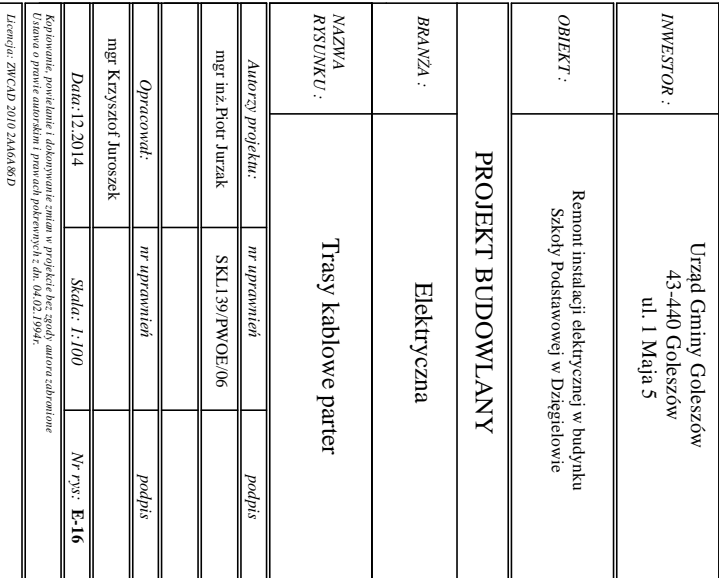 INWESTOR :
Urząd Gminy Goleszów
43-440 Goleszów
ul. 1 Maja 5
OBIEKT :
Remont instalacji elektrycznej w budynku
Szkoły Podstawowej w Dzięgielowie
PROJEKT BUDOWLANY
BRANŻA :
Elektryczna
NAZWA
RYSUNKU :
Trasy kablowe parter
Autorzy projektu: nr uprawnień podpis
mgr inż.Piotr Jurzak SKL139/PWOE/06
Opracował: nr uprawnień podpis
mgr Krzysztof Juroszek
Data:12.2014 Skala: 1:100 Nr rys: E-16
Kopiowanie, powielanie i dokonywanie zmian w projekcie bez zgody autora zabronione
Ustawa o prawie autorskim i prawach pokrewnych z dn. 04.02.1994r.
Licencja: ZWCAD 2010 2AA6A86D